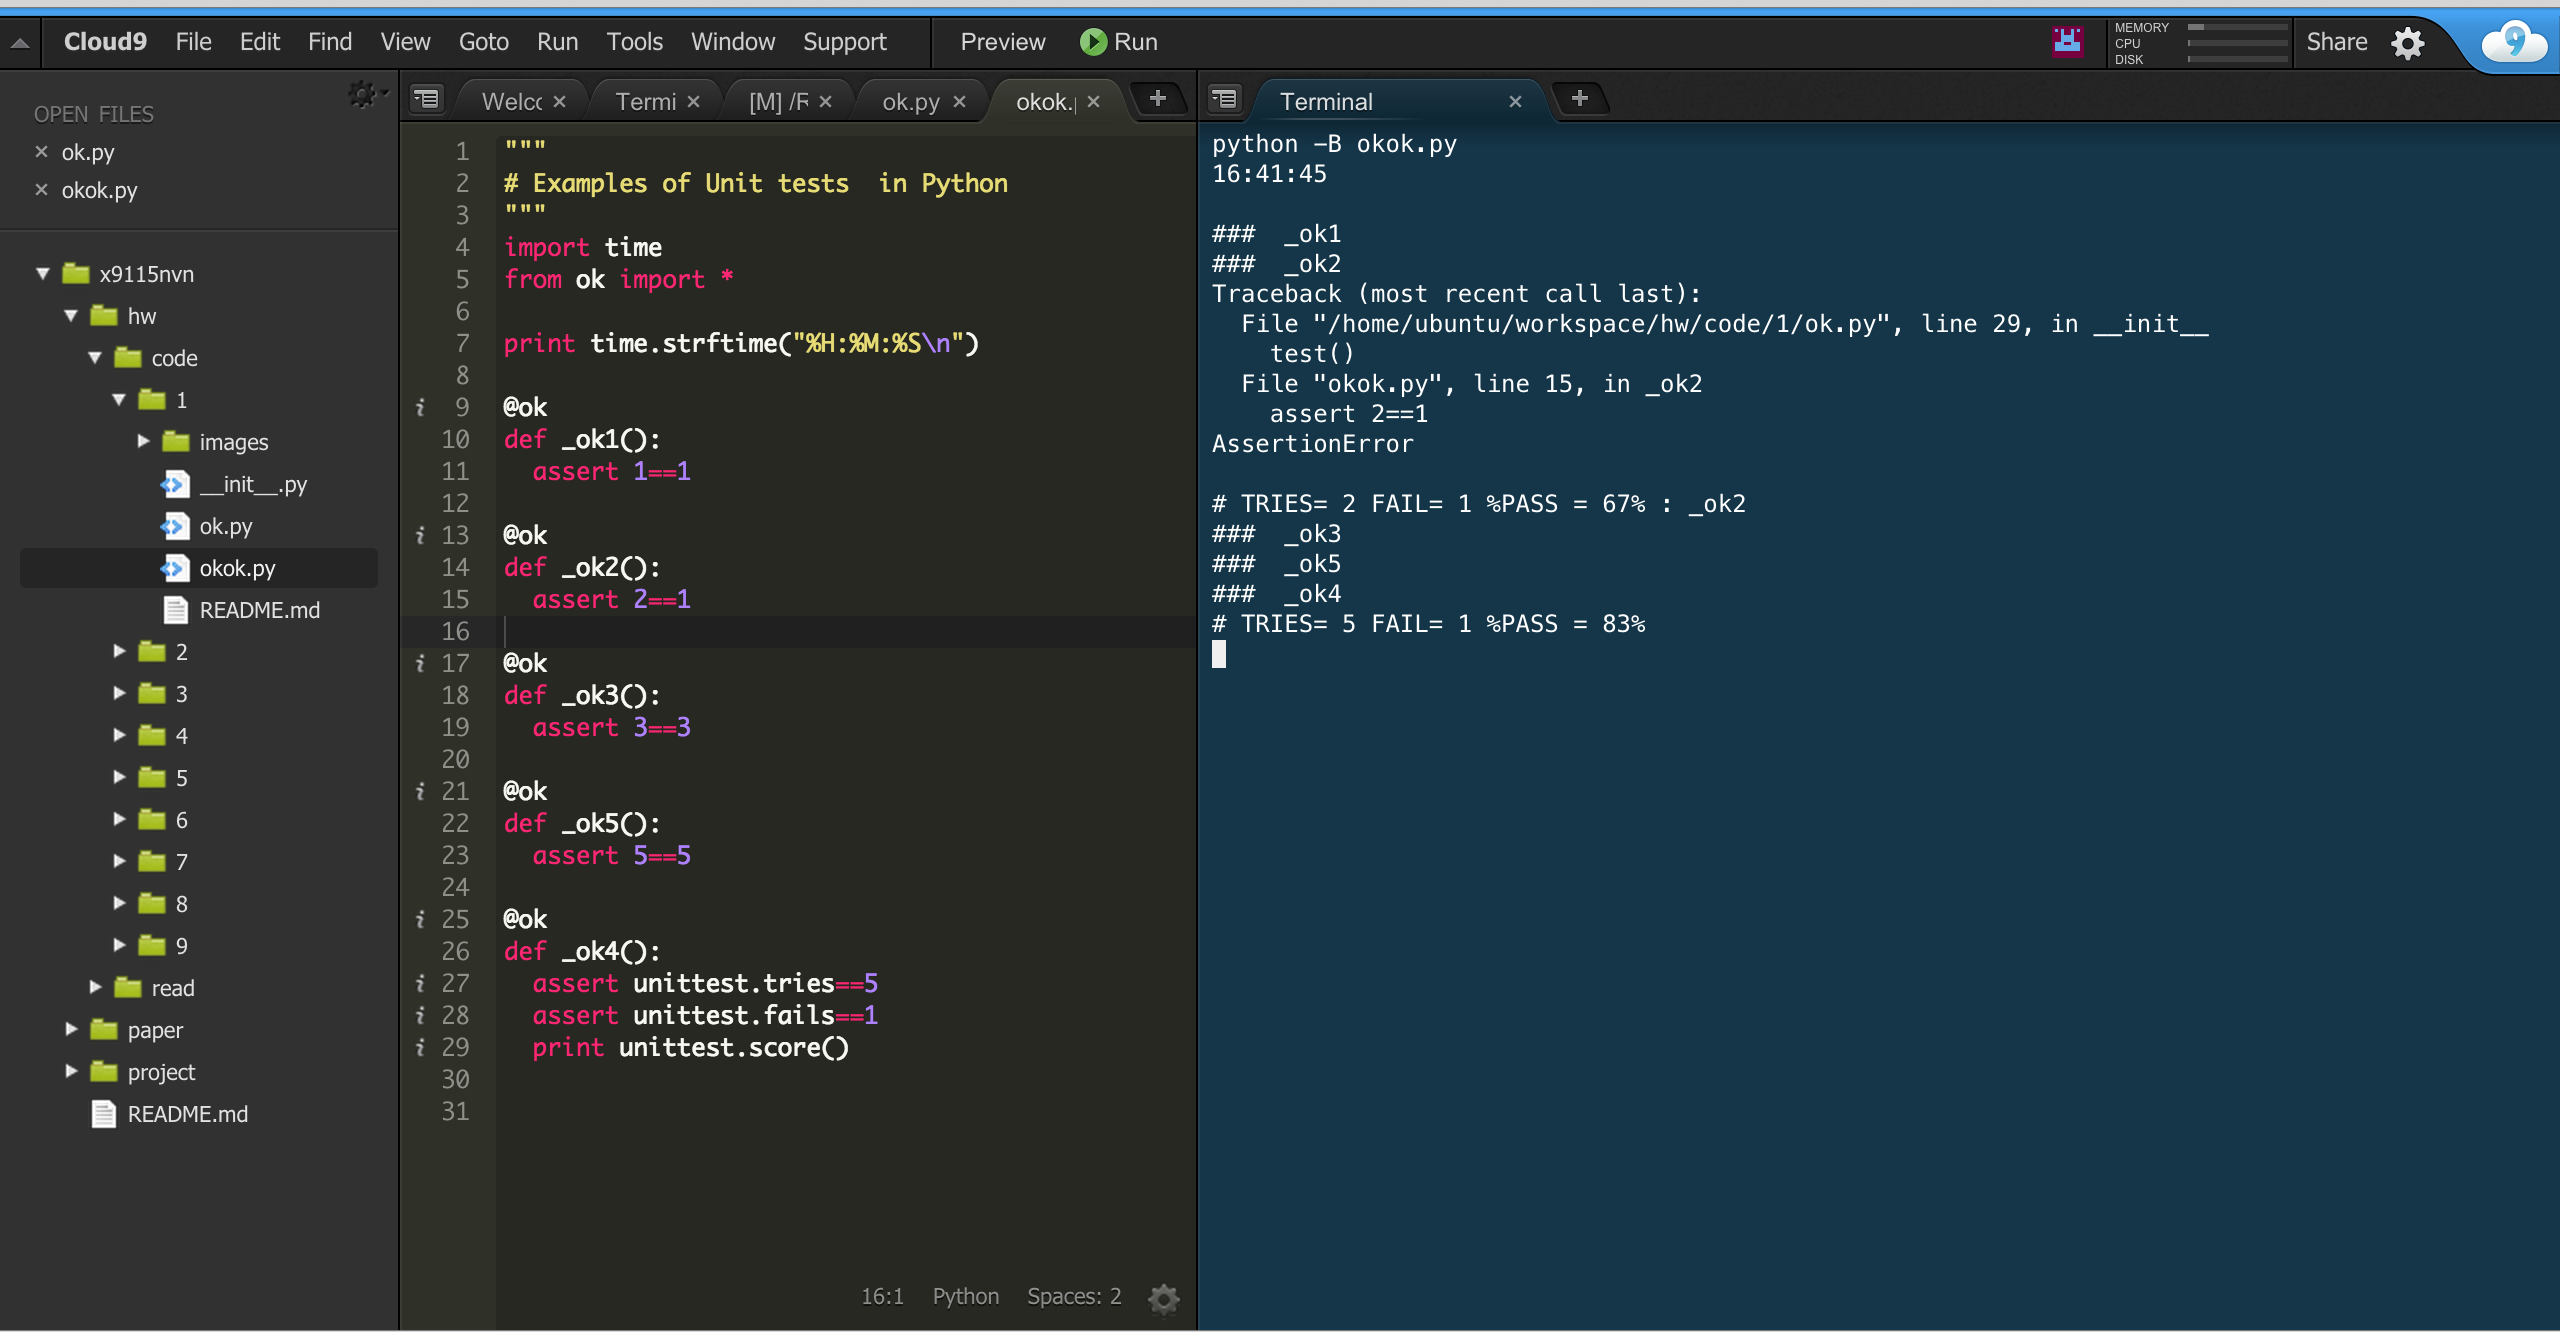 Cloud9 File Edit Find View Goto Run Tools Window Support Preview Run MEMORY CPU DISK Share 9
OPEN FILES
ok.py
okok.py
x9115nvn
hw
code
1
images
__init__.py
ok.py
okok.py
README.md
2
3
4
5
6
7
8
9
read
paper
project
README.md
Welc Termi [M] /F ok.py okok.
1 """
2 # Examples of Unit tests  in Python
3 """
4 import time
5 from ok import *
6
7 print time.strftime("%H:%M:%S\n")
8
i 9 @ok
10 def _ok1():
11   assert 1==1
12
i 13 @ok
14 def _ok2():
15   assert 2==1
16
i 17 @ok
18 def _ok3():
19   assert 3==3
20
i 21 @ok
22 def _ok5():
23   assert 5==5
24
i 25 @ok
26 def _ok4():
i 27   assert unittest.tries==5
i 28   assert unittest.fails==1
i 29   print unittest.score()
30
31
16:1 Python Spaces: 2
Terminal
python -B okok.py
16:41:45
###  _ok1
###  _ok2
Traceback (most recent call last):
  File "/home/ubuntu/workspace/hw/code/1/ok.py", line 29, in __init__
    test()
  File "okok.py", line 15, in _ok2
    assert 2==1
AssertionError
# TRIES= 2 FAIL= 1 %PASS = 67% : _ok2
###  _ok3
###  _ok5
###  _ok4
# TRIES= 5 FAIL= 1 %PASS = 83%